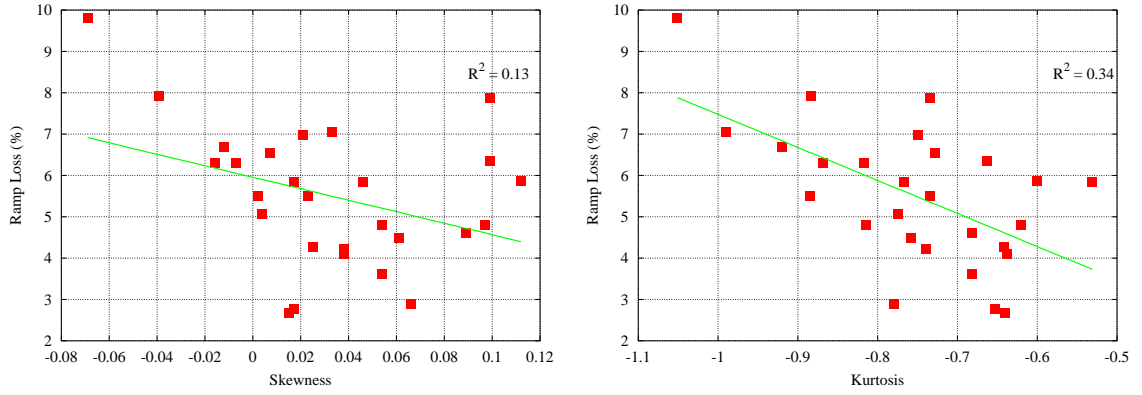 10
9
8
7
6
5
4
3
2
Ramp Loss (%)
R² = 0.13
-0.08 -0.06 -0.04 -0.02 0 0.02 0.04 0.06 0.08 0.1 0.12
Skewness
10
9
8
7
6
5
4
3
2
Ramp Loss (%)
R² = 0.34
-1.1 -1 -0.9 -0.8 -0.7 -0.6 -0.5
Kurtosis